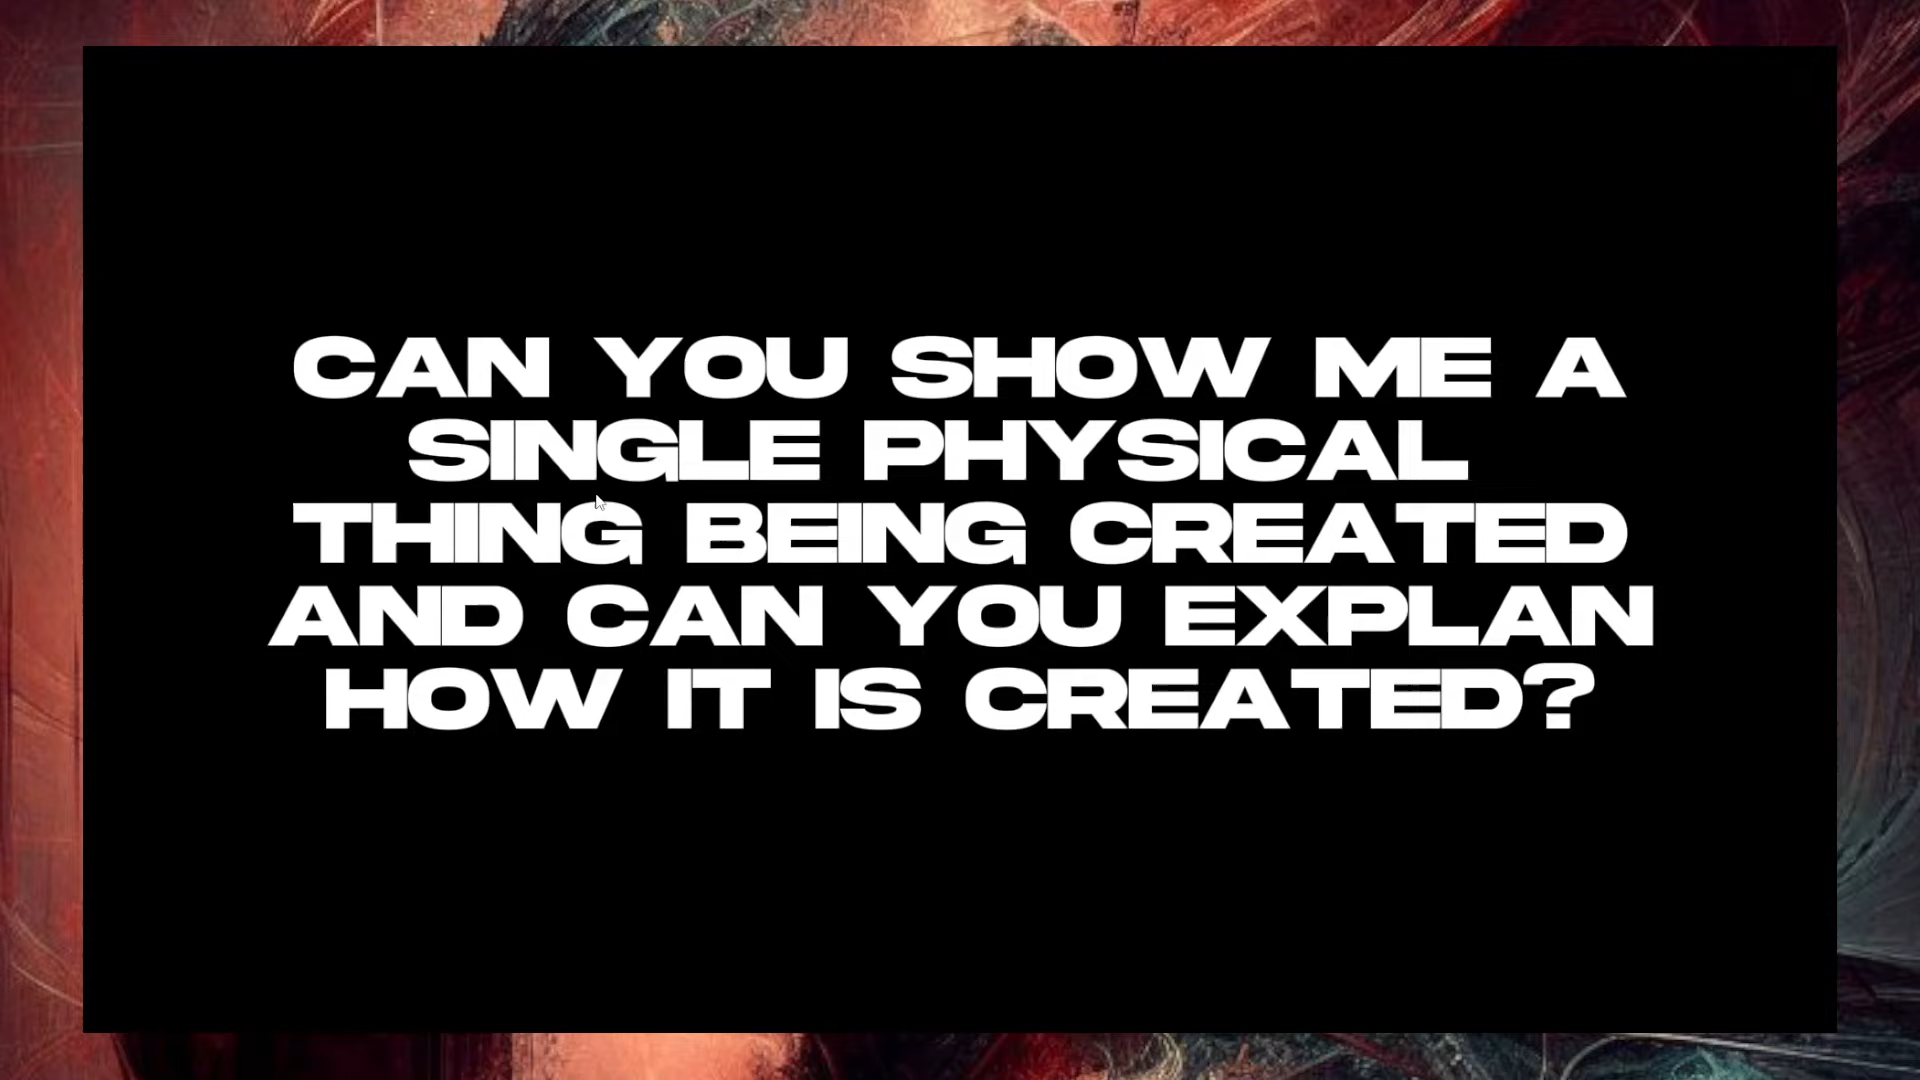 CAN YOU SHOW ME A
SINGLE PHYSICAL
THING BEING CREATED
AND CAN YOU EXPLAN
HOW IT IS CREATED?